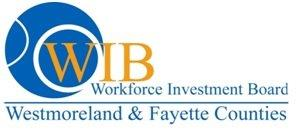 WIB
Workforce Investment Board
Westmoreland & Fayette Counties